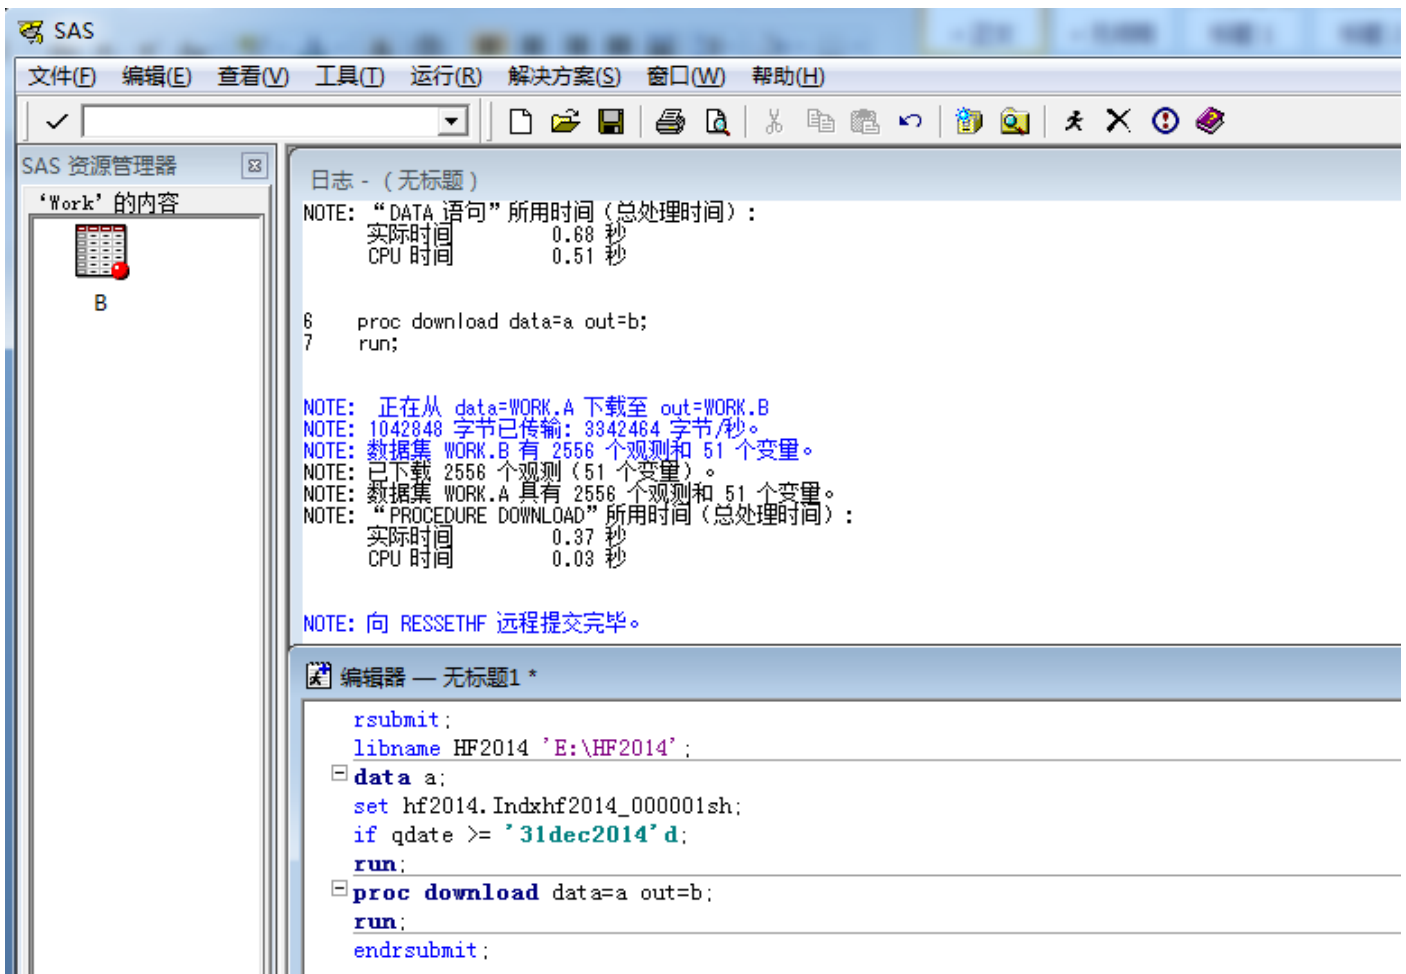 SAS
文件(F) 编辑(E) 查看(V) 工具(T) 运行(R) 解决方案(S) 窗口(W) 帮助(H)
SAS 资源管理器
‘Work’的内容
B
日志 - （无标题）
NOTE: “DATA 语句”所用时间（总处理时间）:
实际时间 0.68 秒
CPU 时间 0.51 秒
6 proc download data=a out=b;
7 run;
NOTE: 正在从 data=WORK.A 下载至 out=WORK.B
NOTE: 1042848 字节已传输: 3342464 字节/秒。
NOTE: 数据集 WORK.B 有 2556 个观测和 51 个变量。
NOTE: 已下载 2556 个观测（51 个变量）。
NOTE: 数据集 WORK.A 具有 2556 个观测和 51 个变量。
NOTE: “PROCEDURE DOWNLOAD”所用时间（总处理时间）:
实际时间 0.37 秒
CPU 时间 0.03 秒
NOTE: 向 RESSETHF 远程提交完毕。
编辑器 — 无标题1 *
rsubmit;
libname HF2014 'E:\HF2014';
data a;
set hf2014.Indxhf2014_000001sh;
if qdate >= '31dec2014'd;
run;
proc download data=a out=b;
run;
endrsubmit;